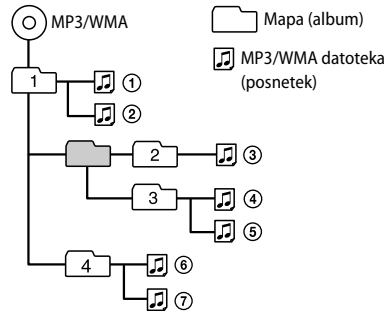 MP3/WMA
Mapa (album)
MP3/WMA datoteka
(posnetek)
1
①
②
2
③
3
④
⑤
4
⑥
⑦